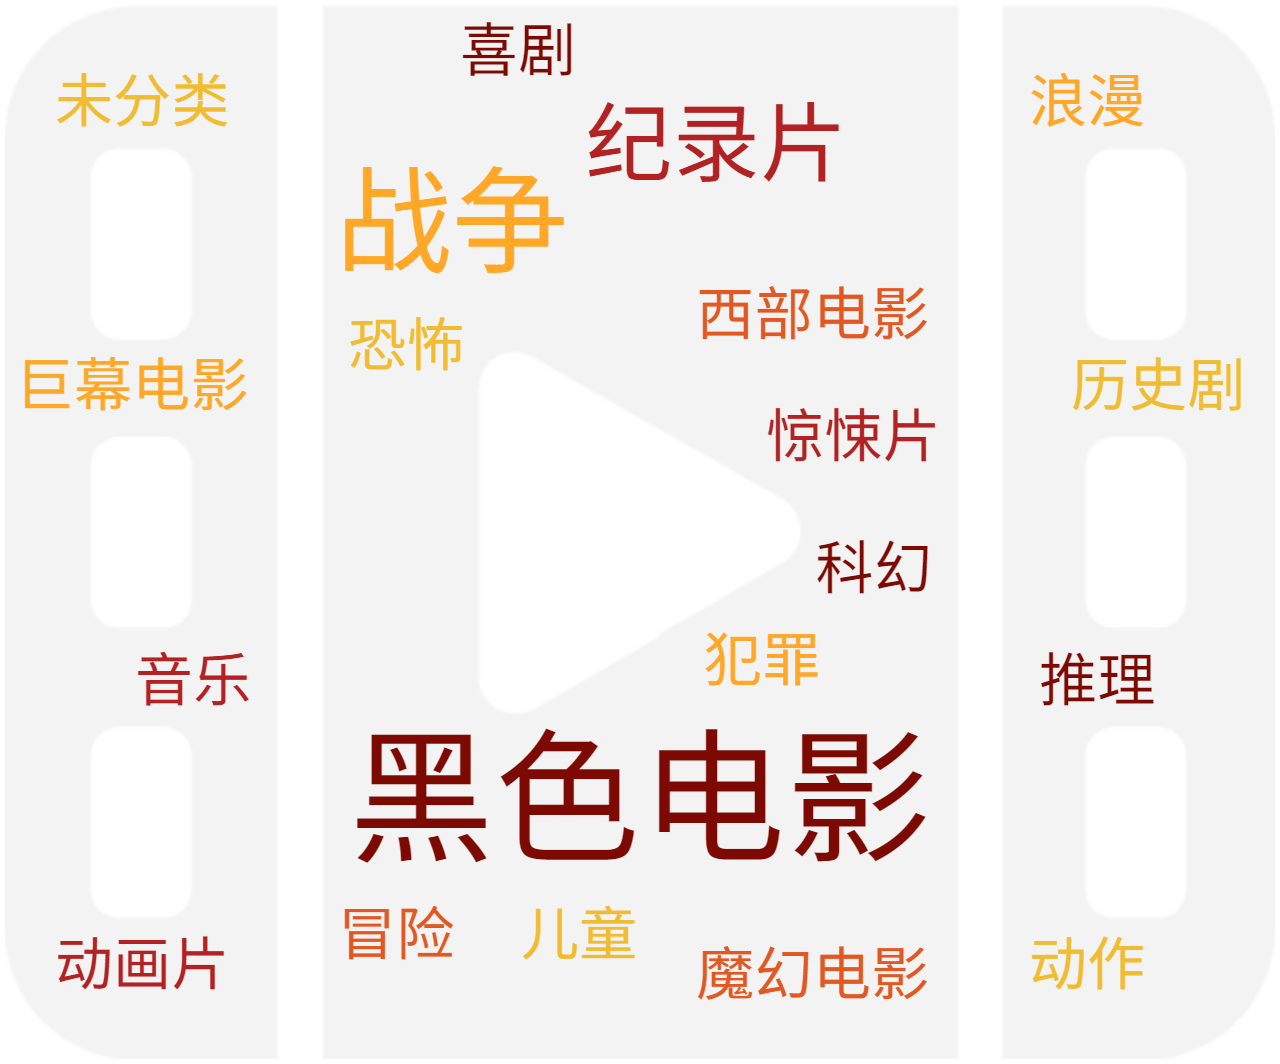 喜剧
未分类
浪漫
纪录片
战争
西部电影
恐怖
巨幕电影
历史剧
惊悚片
科幻
犯罪
音乐
推理
黑色电影
冒险
儿童
动画片
魔幻电影
动作